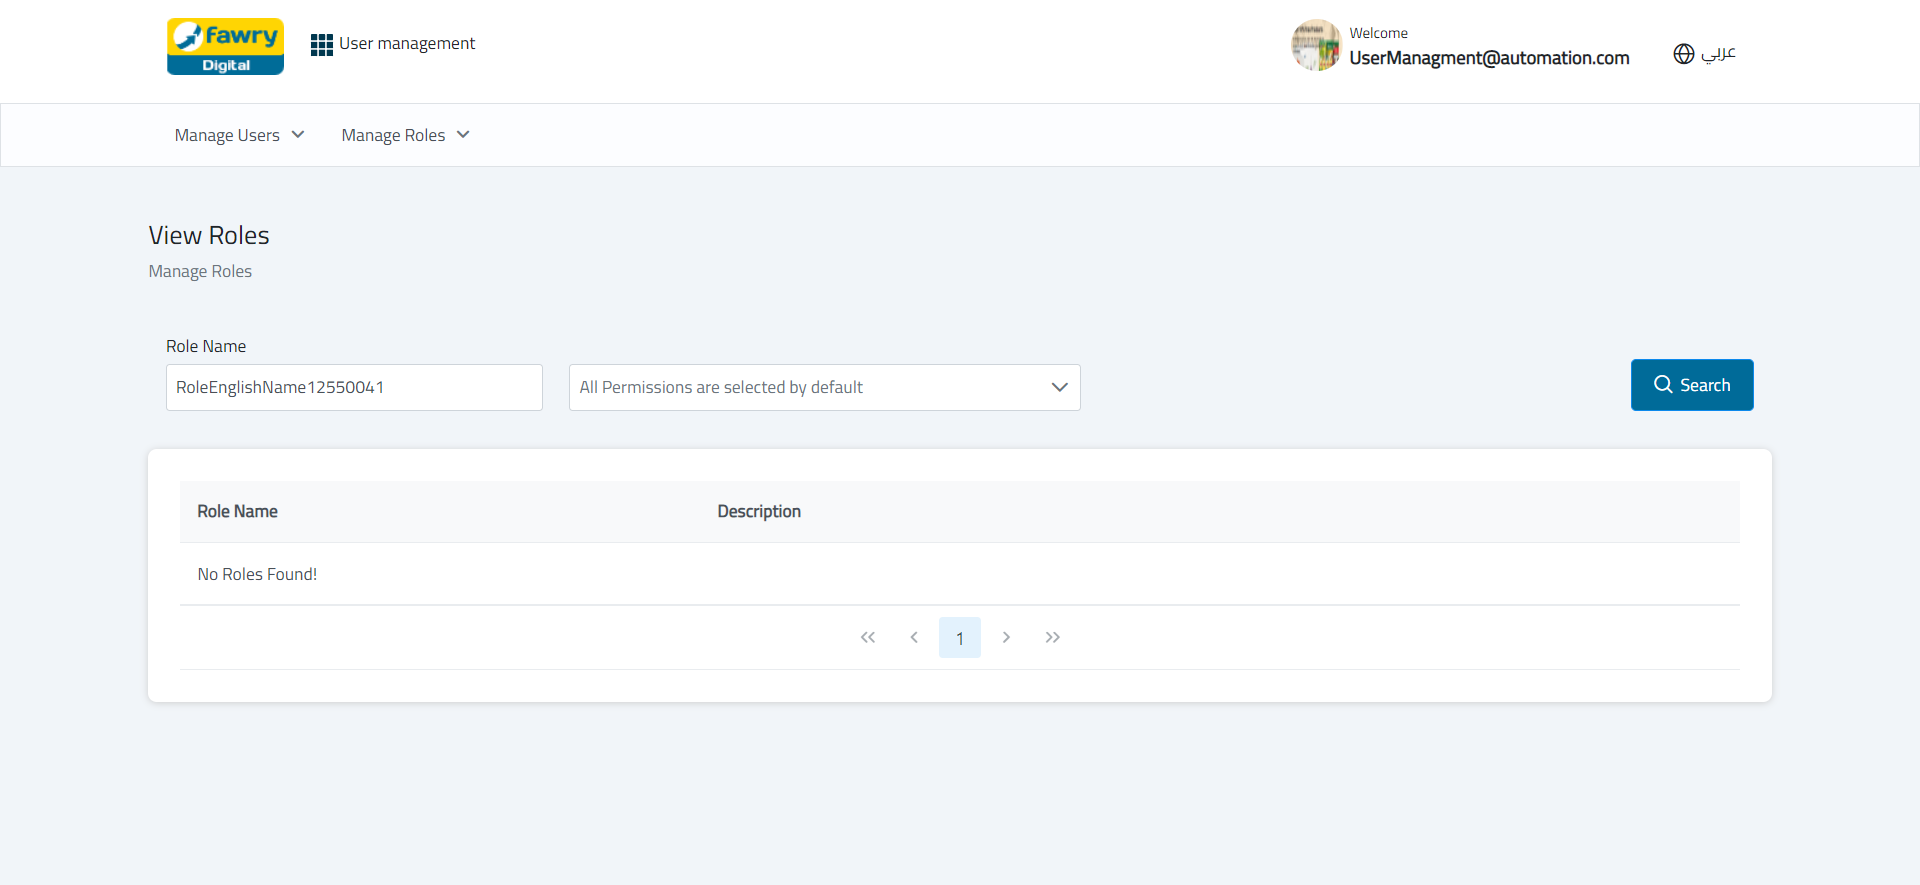 fawry
Digital
User management
Welcome
UserManagment@automation.com
عربي
Manage Users
Manage Roles
View Roles
Manage Roles
Role Name
RoleEnglishName12550041
All Permissions are selected by default
Search
Role Name
Description
No Roles Found!
1